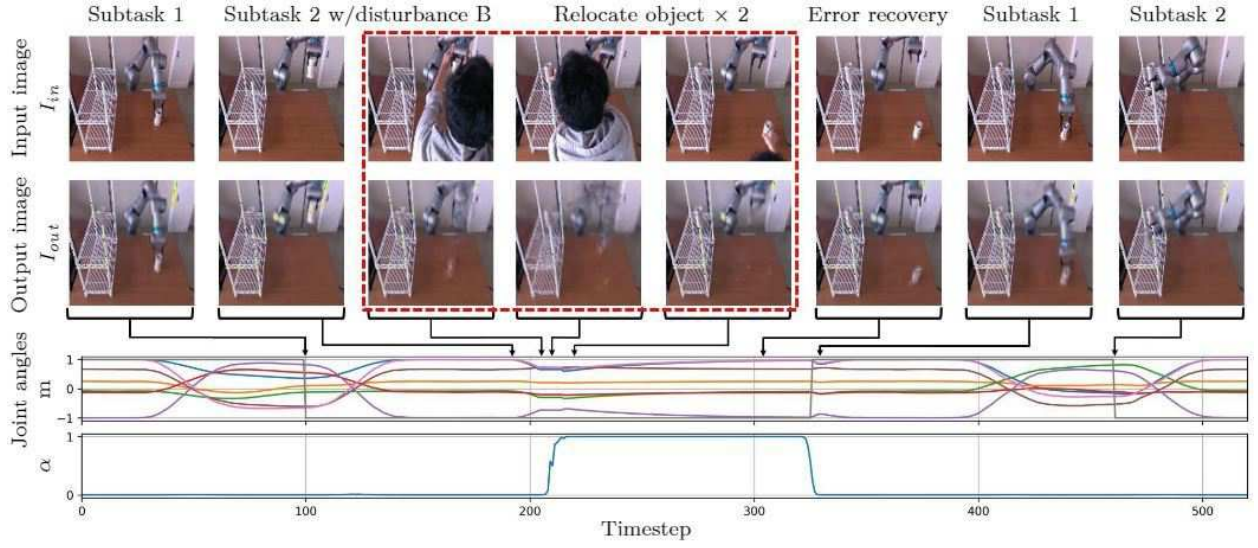 Subtask 1 Subtask 2 w/disturbance B Relocate object × 2 Error recovery Subtask 1 Subtask 2
Input image
I_in
Output image
I_out
Joint angles
m
1
0
−1
α
1
0
0 100 200 300 400 500
Timestep